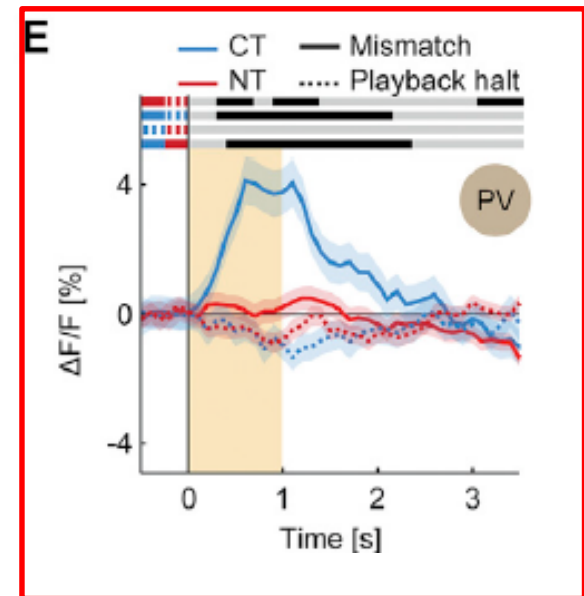 E
CT Mismatch
NT Playback halt
PV
4
0
-4
ΔF/F [%]
0 1 2 3
Time [s]